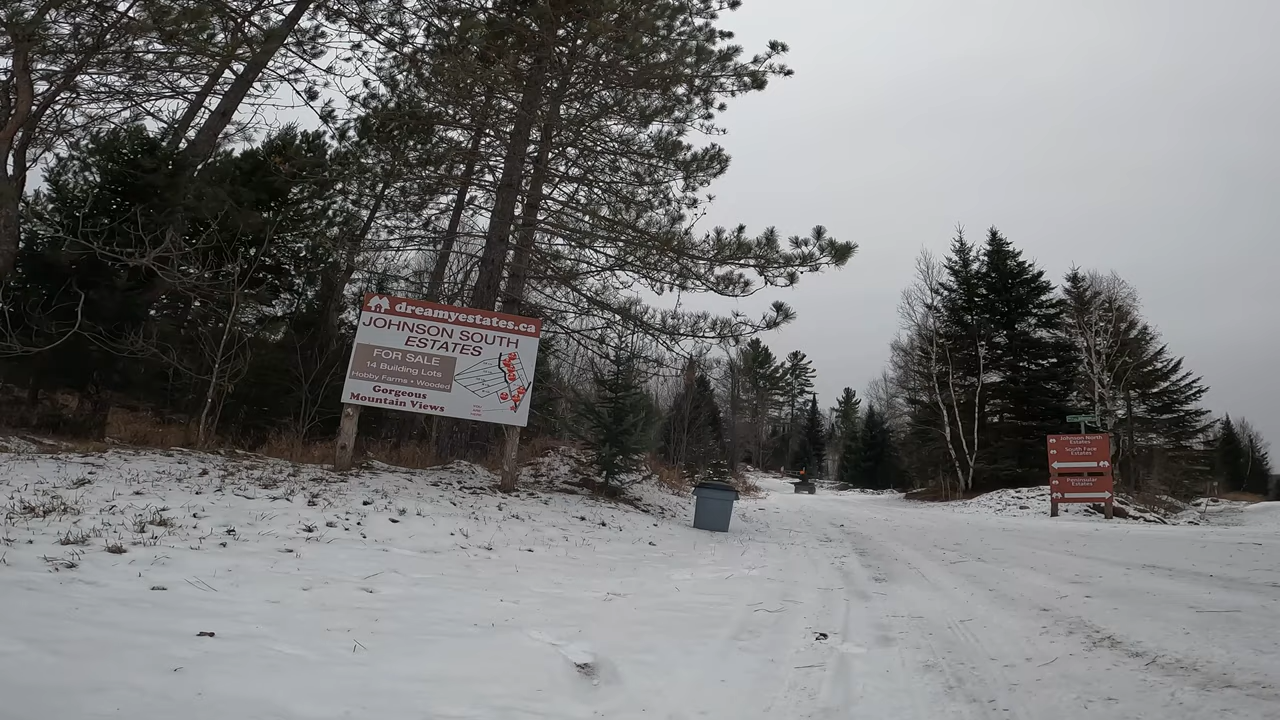 dreamyestates.ca
JOHNSON SOUTH
ESTATES
FOR SALE
14 Building Lots
Hobby Farms • Wooded
Gorgeous
Mountain Views
Johnson North
Estates
South Face
Estates
Peninsular
Estates